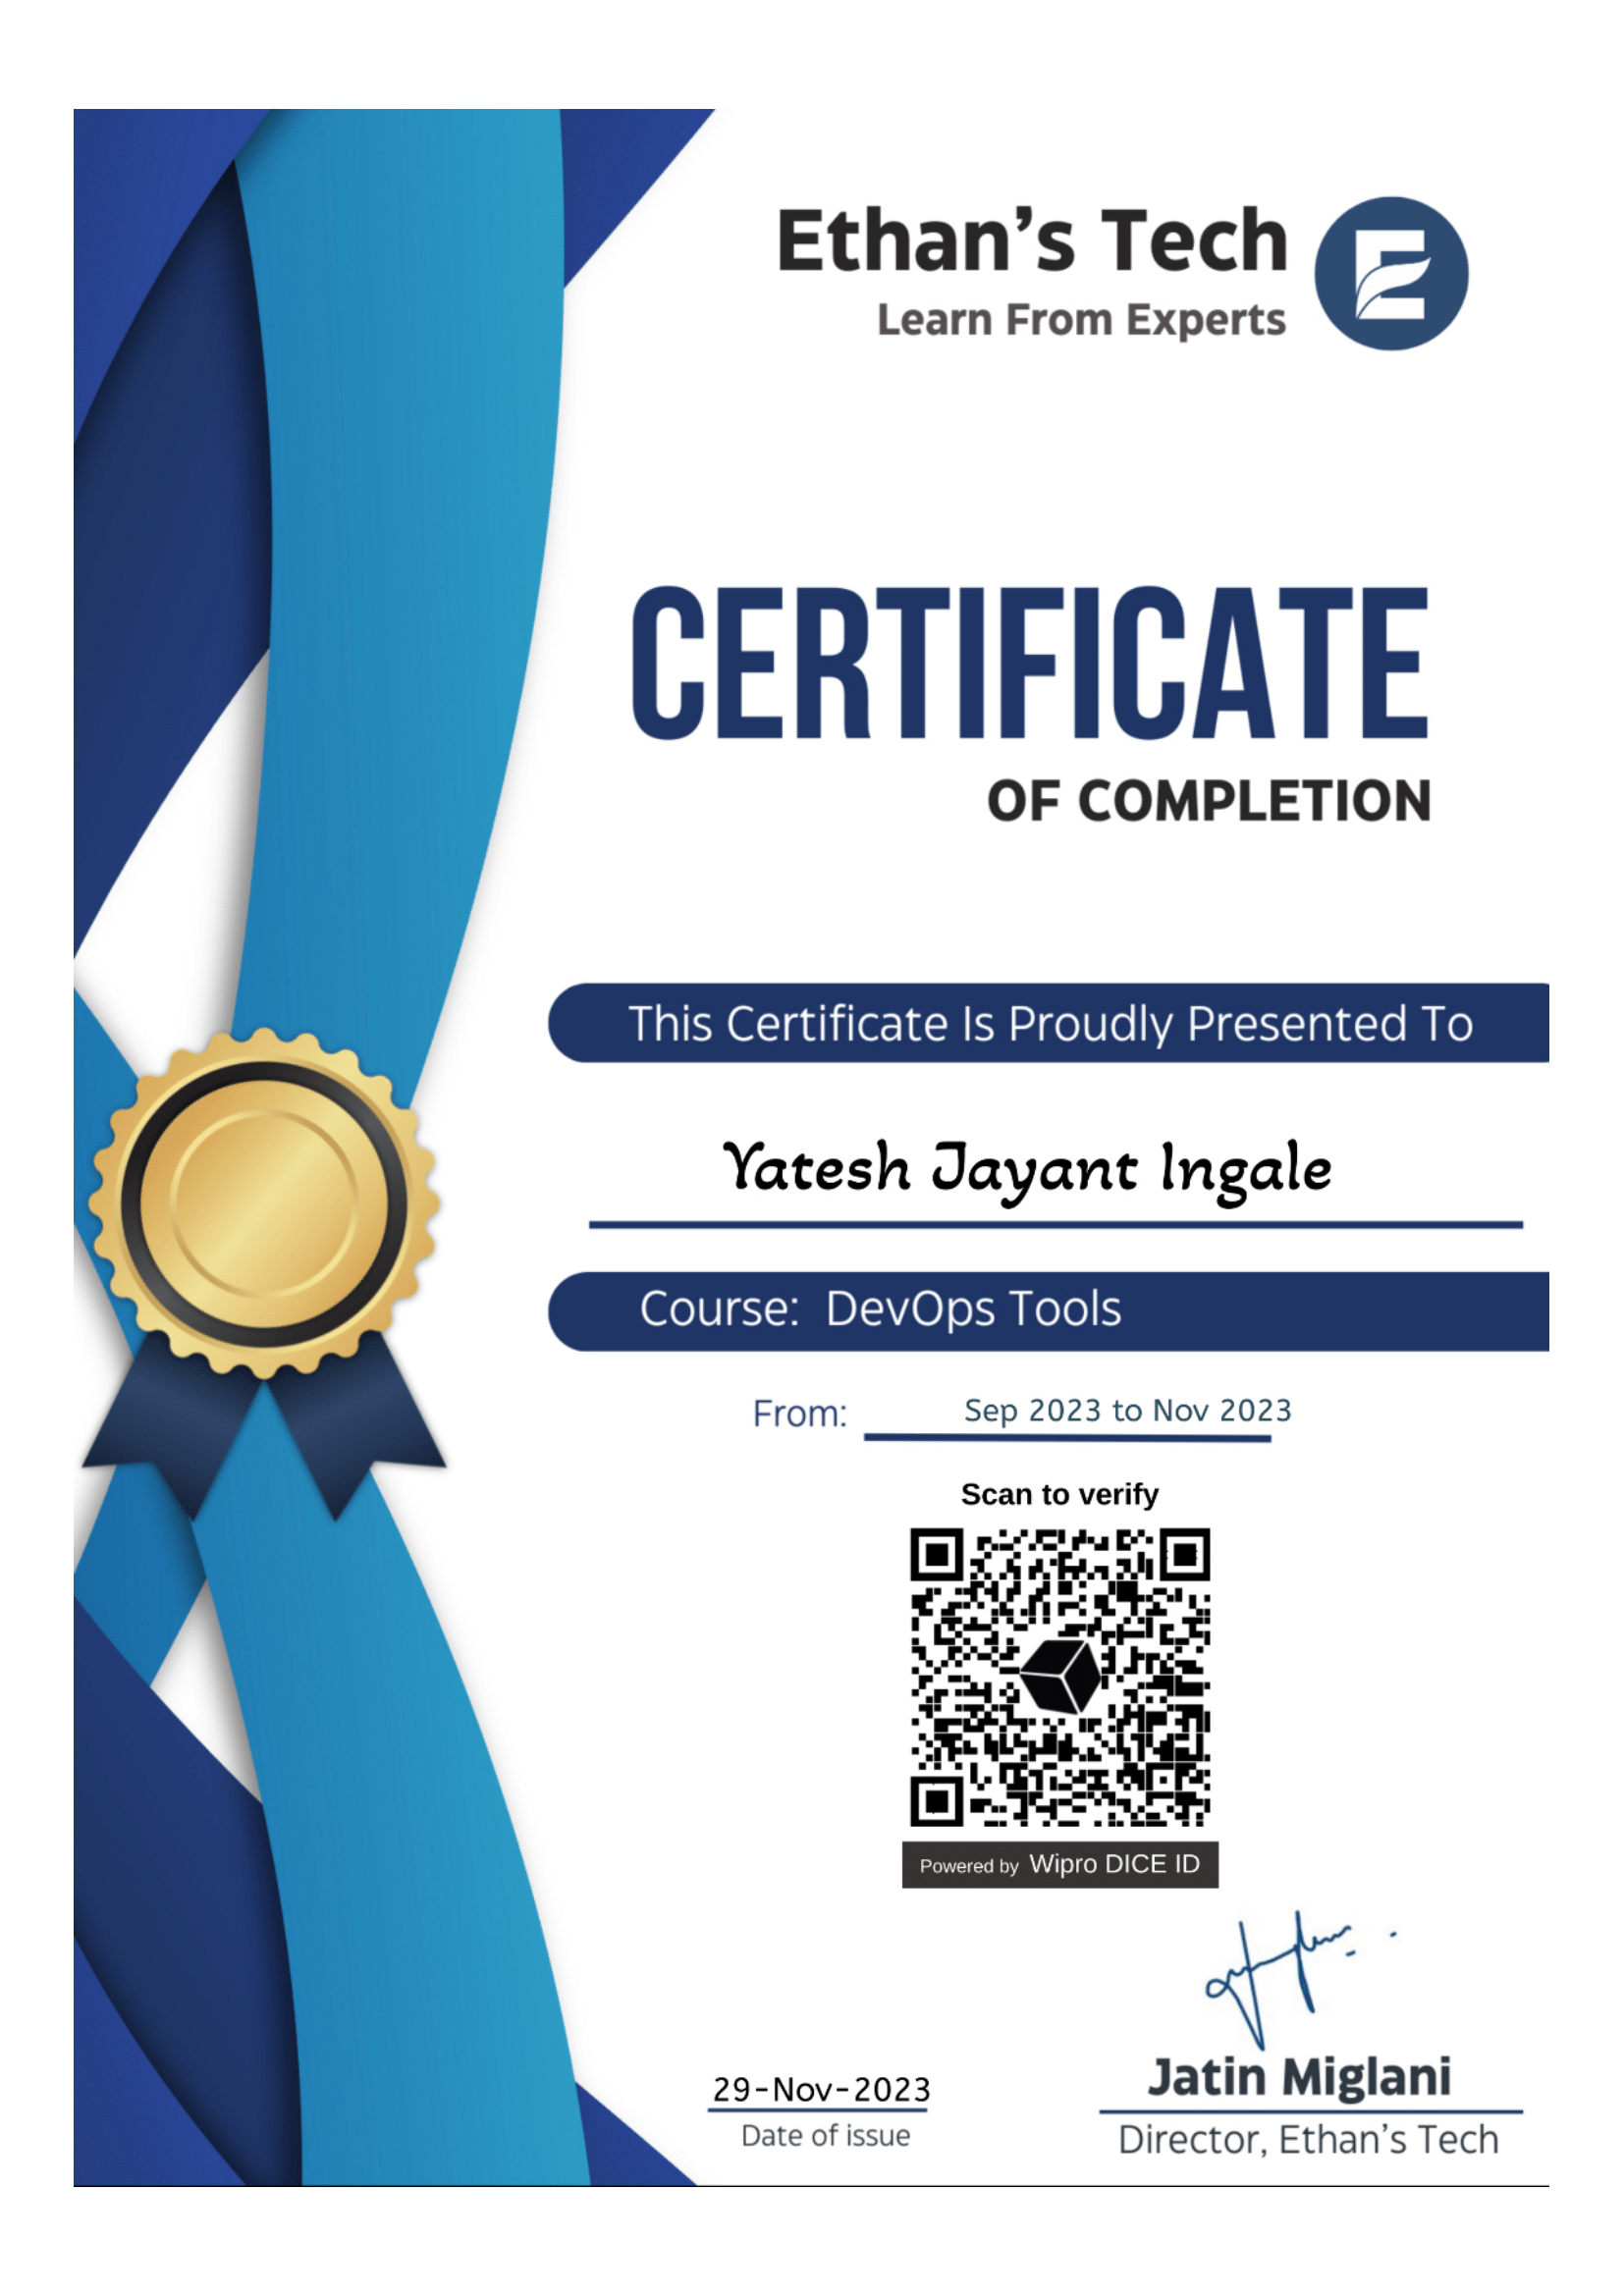 Ethan's Tech
Learn From Experts
CERTIFICATE
OF COMPLETION
This Certificate Is Proudly Presented To
Yatesh Jayant Ingale
Course: DevOps Tools
From: Sep 2023 to Nov 2023
Scan to verify
Powered by Wipro DICE ID
29-Nov-2023
Date of issue
Jatin Miglani
Director, Ethan's Tech